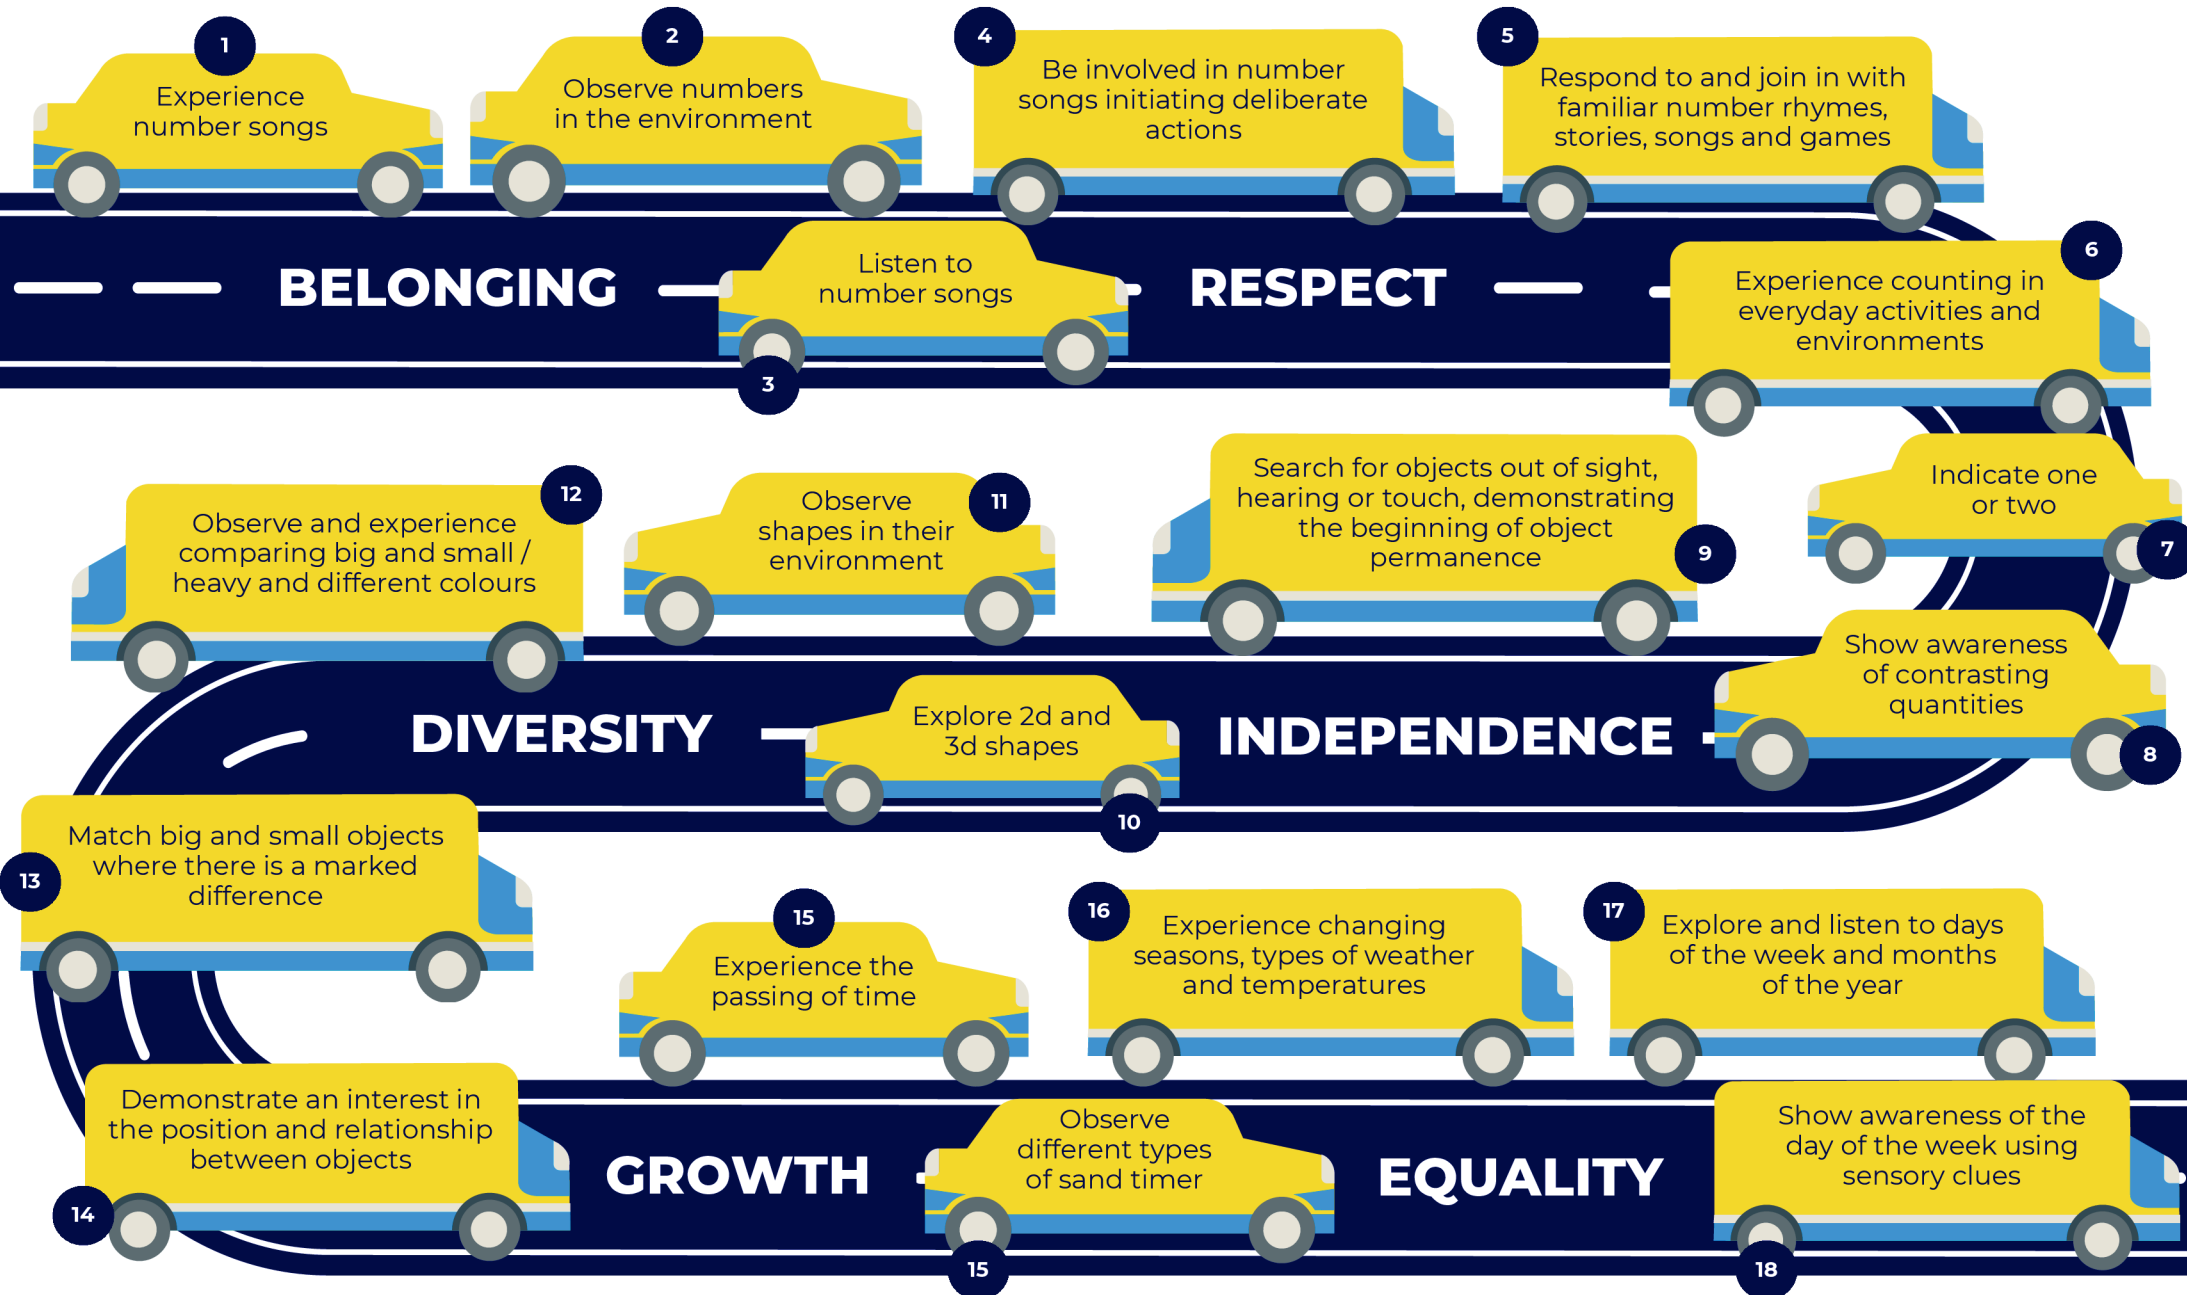 1
Experience
number songs
2
Observe numbers
in the environment
3
Listen to
number songs
4
Be involved in number
songs initiating deliberate
actions
5
Respond to and join in with
familiar number rhymes,
stories, songs and games
BELONGING
RESPECT
6
Experience counting in
everyday activities and
environments
7
Indicate one
or two
8
Show awareness
of contrasting
quantities
9
Search for objects out of sight,
hearing or touch, demonstrating
the beginning of object
permanence
INDEPENDENCE
10
Explore 2d and
3d shapes
11
Observe
shapes in their
environment
DIVERSITY
12
Observe and experience
comparing big and small /
heavy and different colours
13
Match big and small objects
where there is a marked
difference
14
Demonstrate an interest in
the position and relationship
between objects
15
Experience the
passing of time
GROWTH
15
Observe
different types
of sand timer
16
Experience changing
seasons, types of weather
and temperatures
EQUALITY
17
Explore and listen to days
of the week and months
of the year
18
Show awareness of the
day of the week using
sensory clues